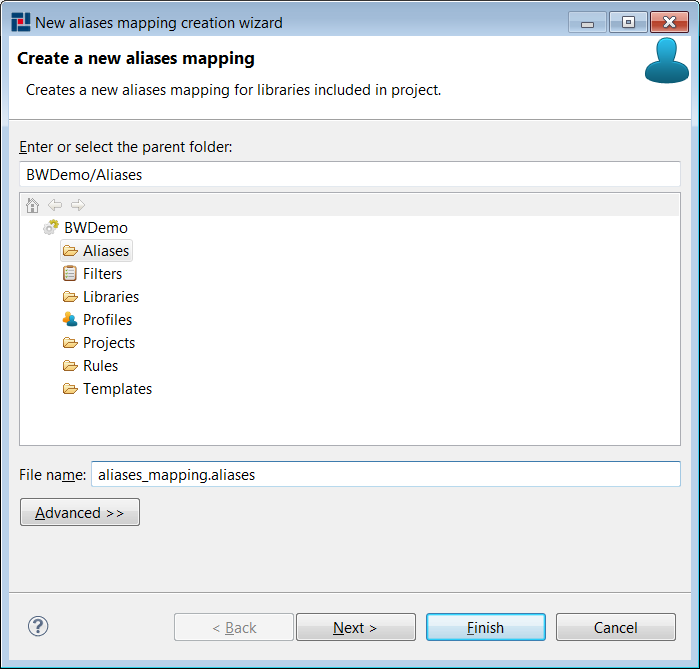 New aliases mapping creation wizard
Create a new aliases mapping
Creates a new aliases mapping for libraries included in project.
Enter or select the parent folder:
BWDemo/Aliases
BWDemo
Aliases
Filters
Libraries
Profiles
Projects
Rules
Templates
File name: aliases_mapping.aliases
Advanced >>
? < Back Next > Finish Cancel